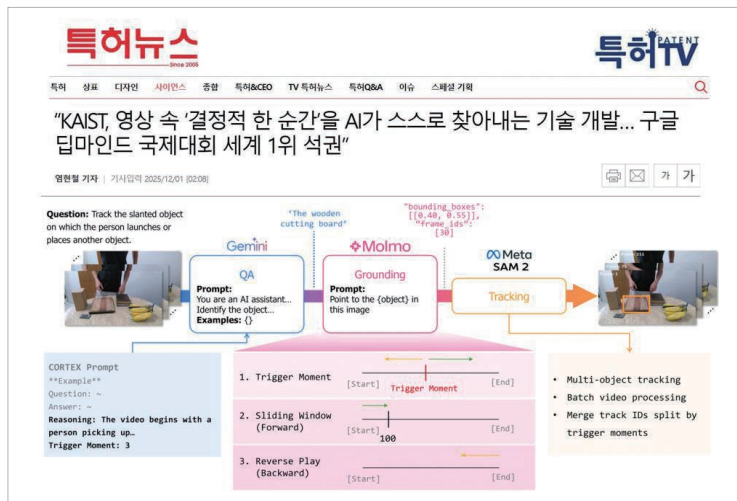 특허뉴스
Since 2005
특허TV
PATENT
특허 상표 디자인 사이언스 종합 특허&CEO TV 특허뉴스 특허Q&A 이슈 스페셜 기획
"KAIST, 영상 속 '결정적 한 순간'을 AI가 스스로 찾아내는 기술 개발... 구글
딥마인드 국제대회 세계 1위 석권"
염현철 기자 | 기사입력 2025/12/01 [02:08]
가 가
Question: Track the slanted object
on which the person launches or
places another object.
Gemini
QA
Prompt:
You are an AI assistant...
Identify the object...
Examples: {}
'The wooden
cutting board'
Molmo
Grounding
Prompt:
Point to the {object} in
this image
"bounding_boxes":
[[0.40, 0.55]],
"frame_ids":
[30]
Meta
SAM 2
Tracking
CORTEX Prompt
**Example**
Question: ~
Answer: ~
Reasoning: The video begins with a
person picking up…
Trigger Moment: 3
1. Trigger Moment
[Start] Trigger Moment [End]
2. Sliding Window
(Forward)
[Start] 100 [End]
3. Reverse Play
(Backward)
[Start] [End]
• Multi-object tracking
• Batch video processing
• Merge track IDs split by
trigger moments